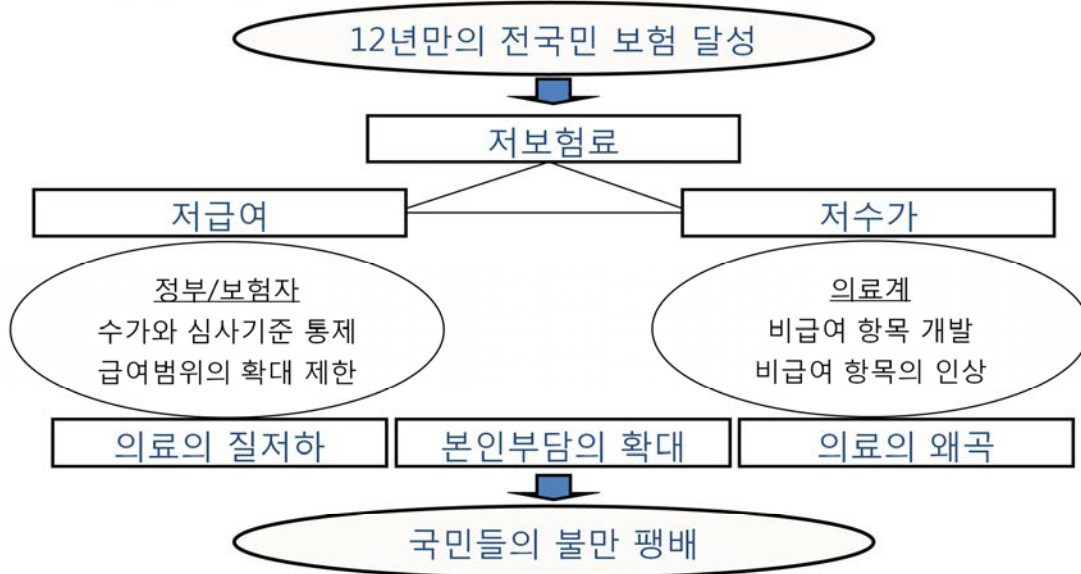 12년만의 전국민 보험 달성
저보험료
저급여
저수가
정부/보험자
수가와 심사기준 통제
급여범위의 확대 제한
의료계
비급여 항목 개발
비급여 항목의 인상
의료의 질저하
본인부담의 확대
의료의 왜곡
국민들의 불만 팽배